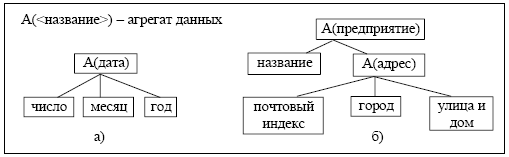 А(<название>) – агрегат данных
А(дата)
число месяц год
а)
А(предприятие)
название А(адрес)
почтовый индекс
город
улица и дом
б)